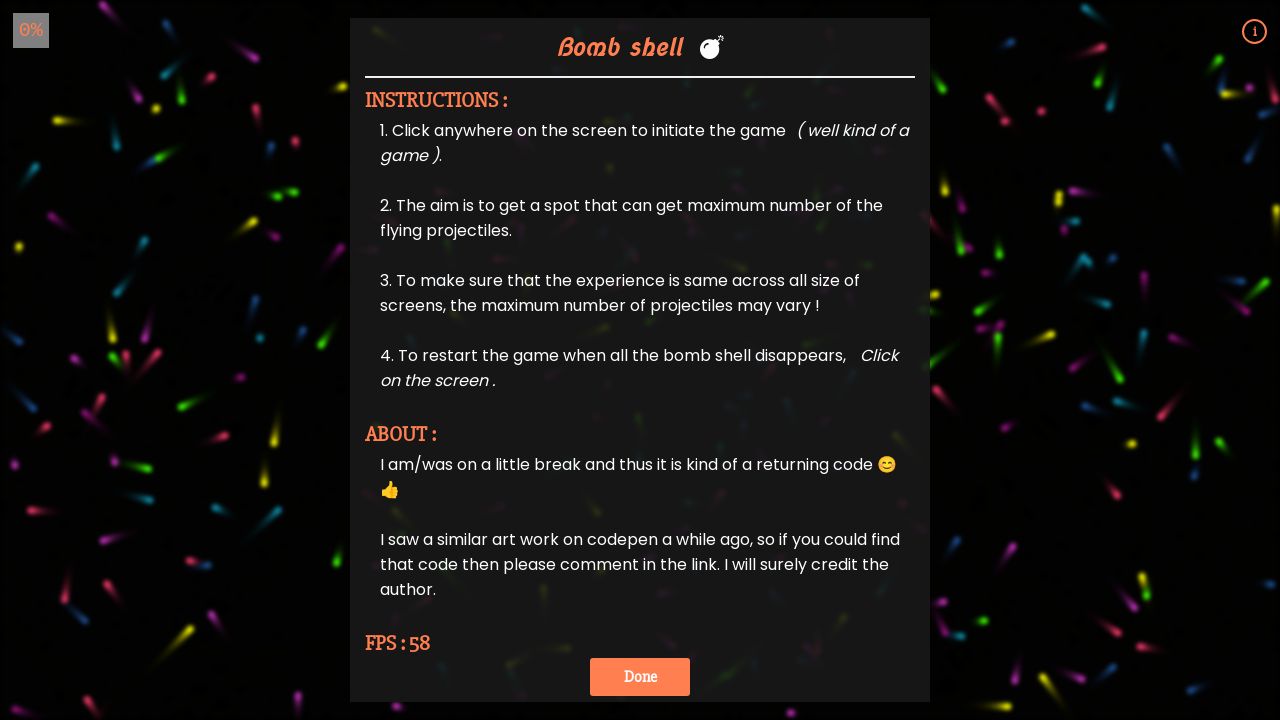 0%
Bomb shell 💣
i
INSTRUCTIONS :
1. Click anywhere on the screen to initiate the game ( well kind of a
game ).
2. The aim is to get a spot that can get maximum number of the
flying projectiles.
3. To make sure that the experience is same across all size of
screens, the maximum number of projectiles may vary !
4. To restart the game when all the bomb shell disappears, Click
on the screen .
ABOUT :
I am/was on a little break and thus it is kind of a returning code 😊
👍
I saw a similar art work on codepen a while ago, so if you could find
that code then please comment in the link. I will surely credit the
author.
FPS : 58
Done